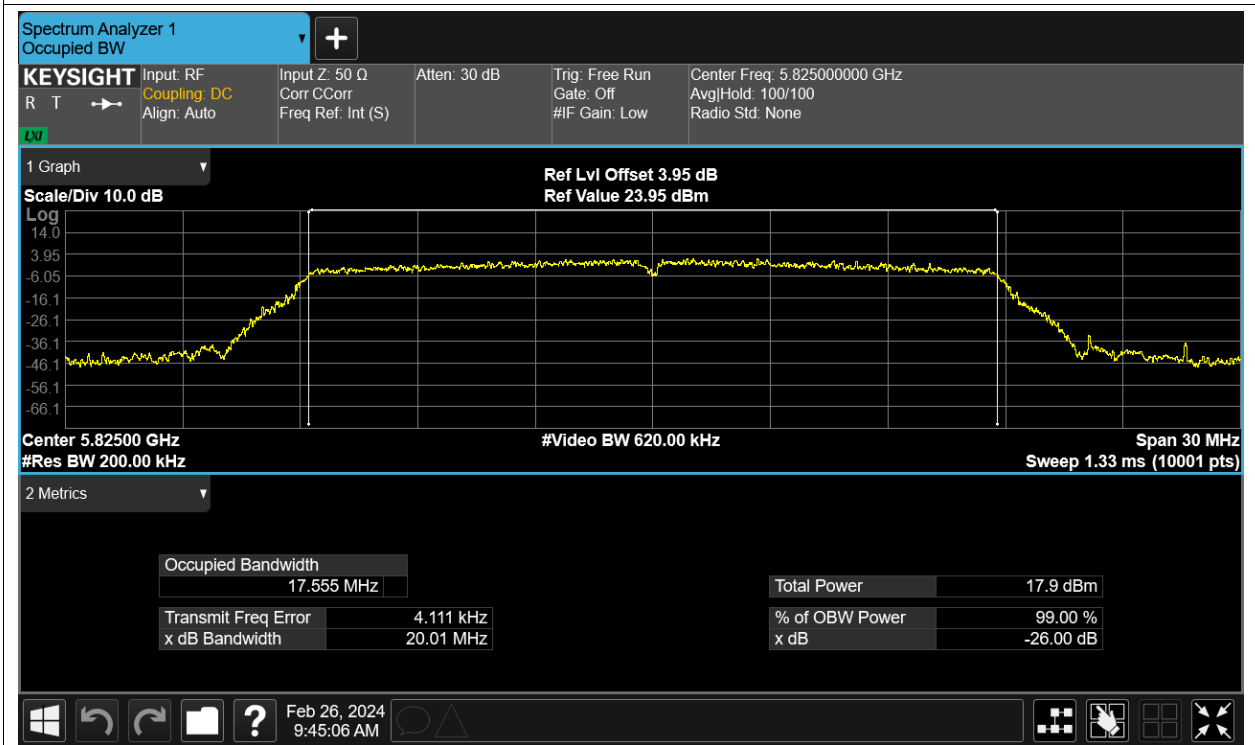 Spectrum Analyzer 1
Occupied BW
KEYSIGHT
R T
LXI
Input: RF
Coupling: DC
Align: Auto
Input Z: 50 Ω
Corr CCorr
Freq Ref: Int (S)
Atten: 30 dB
Trig: Free Run
Gate: Off
#IF Gain: Low
Center Freq: 5.825000000 GHz
Avg|Hold: 100/100
Radio Std: None
1 Graph
Scale/Div 10.0 dB
Ref Lvl Offset 3.95 dB
Ref Value 23.95 dBm
Log
14.0
3.95
-6.05
-16.1
-26.1
-36.1
-46.1
-56.1
-66.1
Center 5.82500 GHz
#Video BW 620.00 kHz
Span 30 MHz
#Res BW 200.00 kHz
Sweep 1.33 ms (10001 pts)
2 Metrics
Occupied Bandwidth
17.555 MHz
Total Power 17.9 dBm
Transmit Freq Error 4.111 kHz
% of OBW Power 99.00 %
x dB Bandwidth 20.01 MHz
x dB -26.00 dB
?
Feb 26, 2024
9:45:06 AM